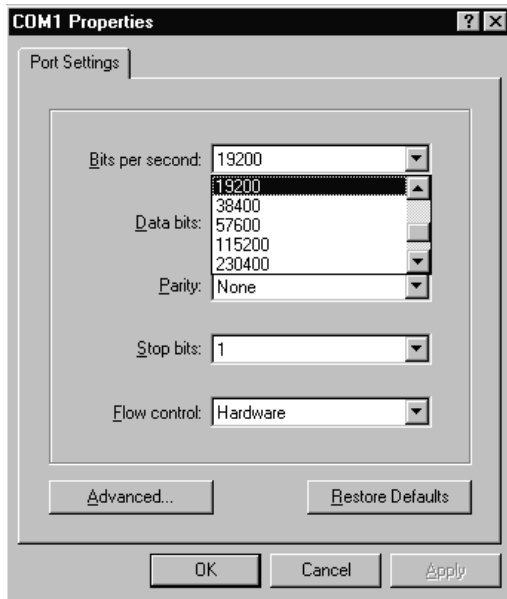 COM1 Properties
Port Settings
Bits per second: 19200
19200
38400
Data bits: 57600
115200
230400
Parity: None
Stop bits: 1
Flow control: Hardware
Advanced... Restore Defaults
OK Cancel Apply